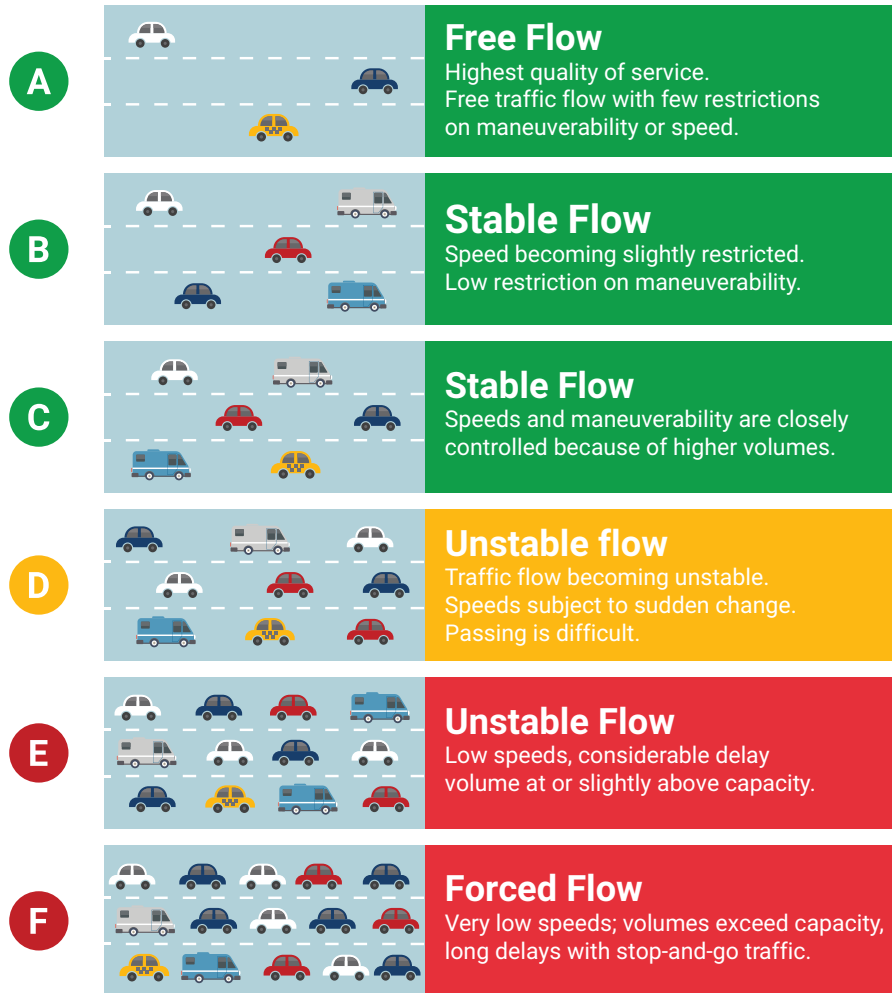 A
Free Flow
Highest quality of service.
Free traffic flow with few restrictions
on maneuverability or speed.
B
Stable Flow
Speed becoming slightly restricted.
Low restriction on maneuverability.
C
Stable Flow
Speeds and maneuverability are closely
controlled because of higher volumes.
D
Unstable flow
Traffic flow becoming unstable.
Speeds subject to sudden change.
Passing is difficult.
E
Unstable Flow
Low speeds, considerable delay
volume at or slightly above capacity.
F
Forced Flow
Very low speeds; volumes exceed capacity,
long delays with stop-and-go traffic.